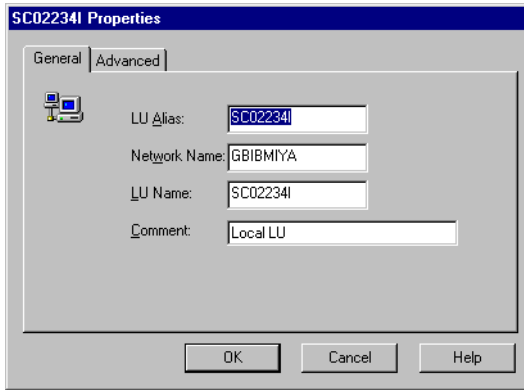 SC02234I Properties
General Advanced
LU Alias: SC02234I
Network Name: GBIBMIYA
LU Name: SC02234I
Comment: Local LU
OK Cancel Help